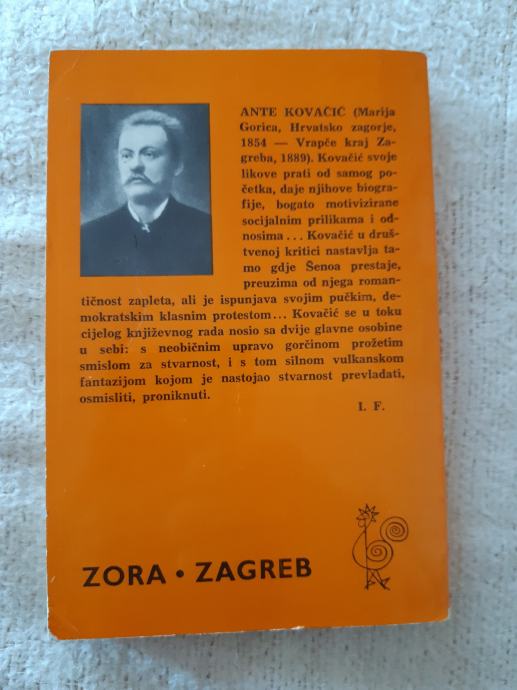 ANTE KOVAČIĆ (Marija
Gorica, Hrvatsko zagorje,
1854 — Vrapče kraj Za-
greba, 1889). Kovačić svoje
likove prati od samog po-
četka, daje njihove biogra-
fije, bogato motivizirane
socijalnim prilikama i od-
nosima... Kovačić u druš-
tvenoj kritici nastavlja ta-
mo gdje Šenoa prestaje,
preuzima od njega roman-
tičnost zapleta, ali je ispunjava svojim pučkim, de-
mokratskim klasnim protestom... Kovačić se u toku
cijelog književnog rada nosio sa dvije glavne osobine
u sebi: s neobičnim upravo gorčinom prožetim
smislom za stvarnost, i s tom silnom vulkanskom
fantazijom kojom je nastojao stvarnost prevladati,
osmisliti, proniknuti.
I. F.
ZORA • ZAGREB